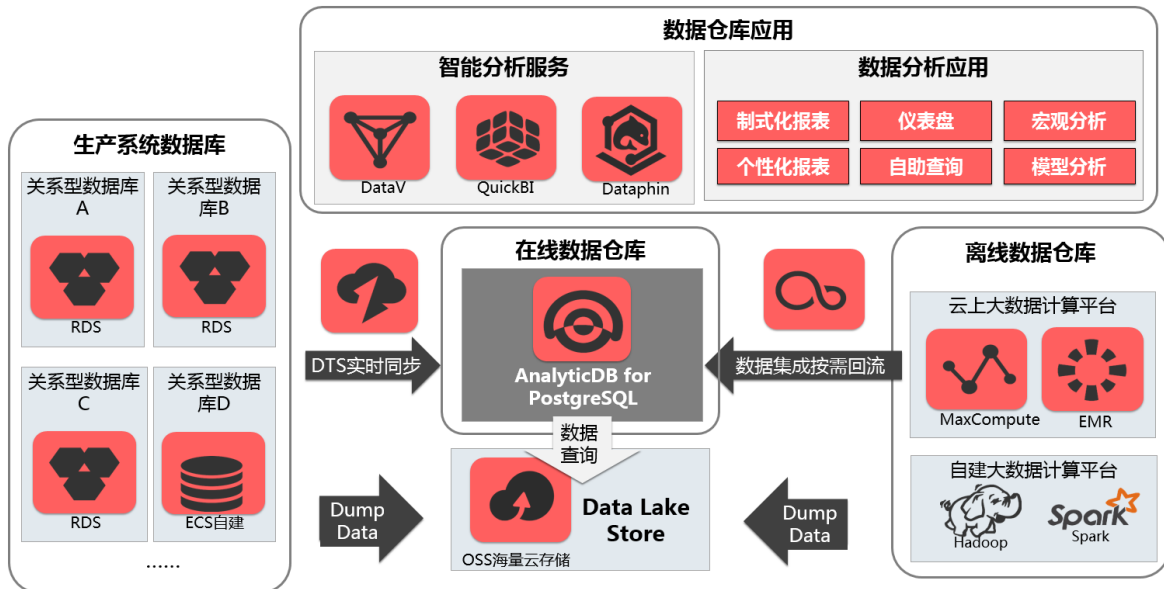 数据仓库应用
智能分析服务
DataV
QuickBI
Dataphin
数据分析应用
制式化报表
仪表盘
宏观分析
个性化报表
自助查询
模型分析
生产系统数据库
关系型数据库
A
RDS
关系型数据
库B
RDS
关系型数据库
C
RDS
关系型数据
库D
ECS自建
......
DTS实时同步
在线数据仓库
AnalyticDB for
PostgreSQL
数据集成按需回流
数据
查询
Dump
Data
Data Lake
Store
OSS海量云存储
Dump
Data
离线数据仓库
云上大数据计算平台
MaxCompute
EMR
自建大数据计算平台
Hadoop
Spark
Spark